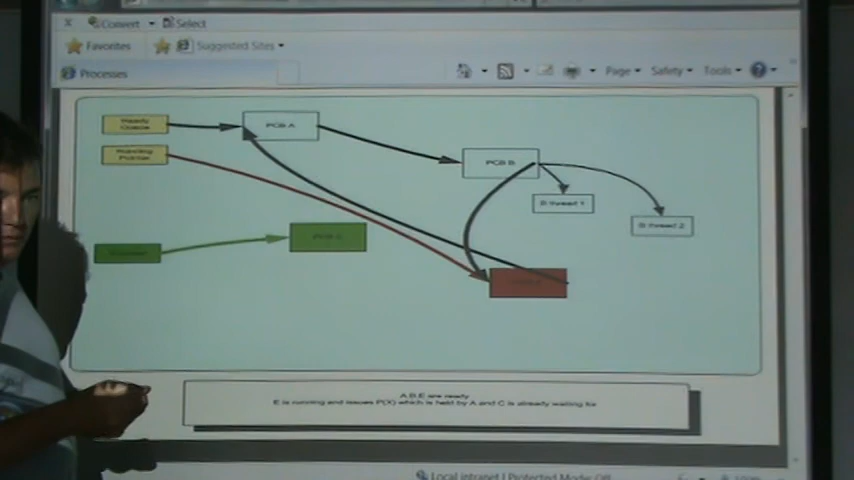 x Convert Select
Favorites Suggested Sites
Processes
Page Safety Tools
Ready
Queue
PCB A
Running
Pointer
PCB B
B thread 1
B thread 2
A,B,E are ready
E is running and issues P(X) which is held by A and C is already waiting for
Local intranet | Protected Mode: Off